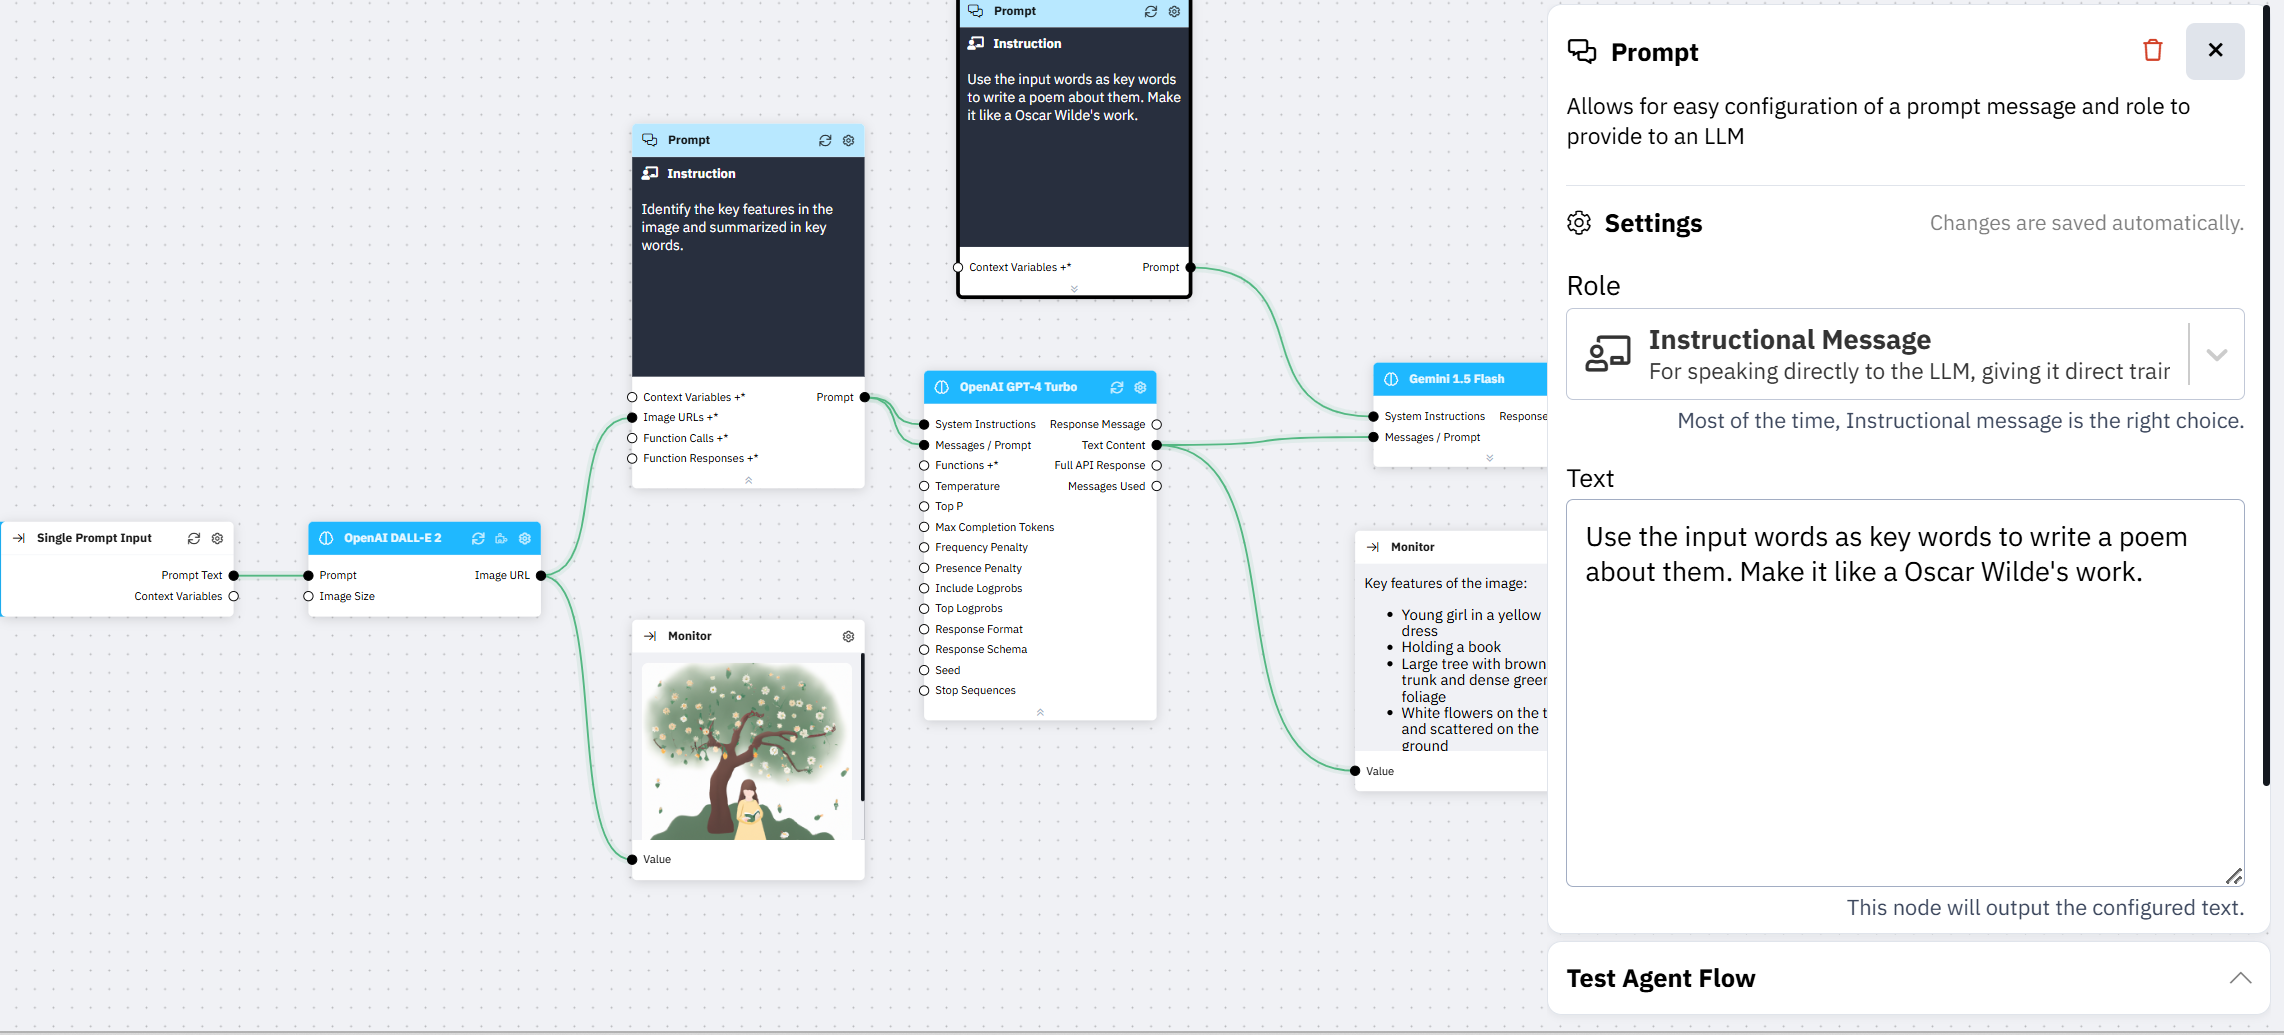 Single Prompt Input
Prompt Text
Context Variables
OpenAI DALL-E 2
Prompt
Image URL
Image Size
Prompt
Instruction
Identify the key features in the
image and summarized in key
words.
Context Variables +*
Prompt
Image URLs +*
Function Calls +*
Function Responses +*
Monitor
Value
Prompt
Instruction
Use the input words as key words
to write a poem about them. Make
it like a Oscar Wilde's work.
Context Variables +*
Prompt
OpenAI GPT-4 Turbo
System Instructions
Response Message
Messages / Prompt
Text Content
Functions +*
Full API Response
Temperature
Messages Used
Top P
Max Completion Tokens
Frequency Penalty
Presence Penalty
Include Logprobs
Top Logprobs
Response Format
Response Schema
Seed
Stop Sequences
Gemini 1.5 Flash
System Instructions
Response
Messages / Prompt
Monitor
Key features of the image:
• Young girl in a yellow
dress
• Holding a book
• Large tree with brown
trunk and dense green
foliage
• White flowers on the t
and scattered on the
ground
Value
Prompt
Allows for easy configuration of a prompt message and role to
provide to an LLM
Settings
Changes are saved automatically.
Role
Instructional Message
For speaking directly to the LLM, giving it direct trair
Most of the time, Instructional message is the right choice.
Text
Use the input words as key words to write a poem
about them. Make it like a Oscar Wilde's work.
This node will output the configured text.
Test Agent Flow